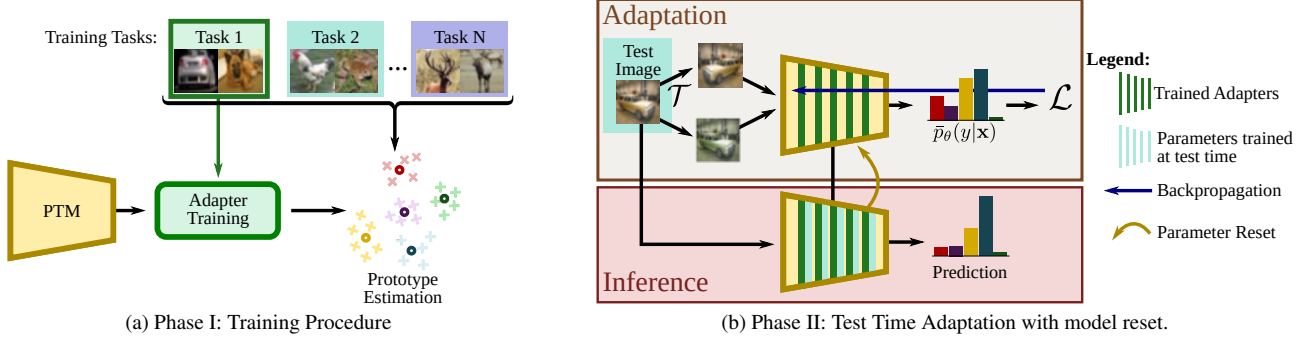 Training Tasks:
Task 1
Task 2
...
Task N
PTM
Adapter
Training
Prototype
Estimation
(a) Phase I: Training Procedure
Adaptation
Test
Image
𝒯
p̄θ(y|x)
ℒ
Inference
Prediction
Legend:
Trained Adapters
Parameters trained
at test time
Backpropagation
Parameter Reset
(b) Phase II: Test Time Adaptation with model reset.